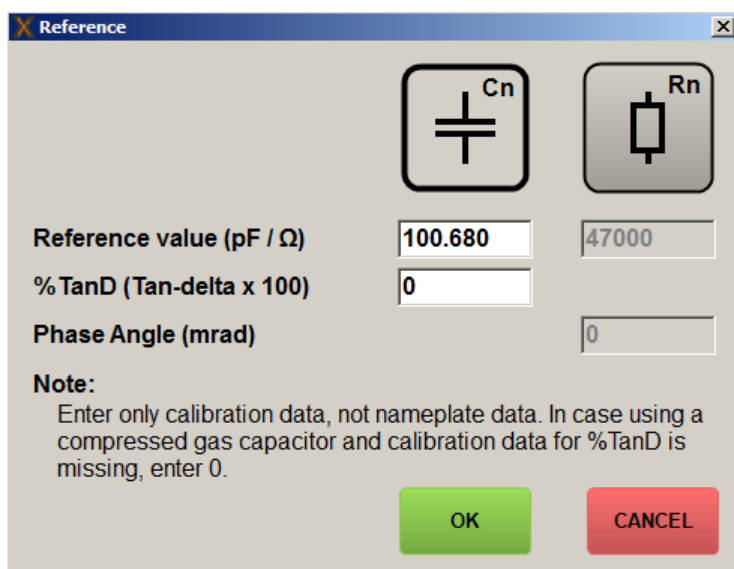 Reference
Cn
Rn
Reference value (pF / Ω) 100.680 47000
%TanD (Tan-delta x 100) 0
Phase Angle (mrad) 0
Note:
Enter only calibration data, not nameplate data. In case using a
compressed gas capacitor and calibration data for %TanD is
missing, enter 0.
OK CANCEL